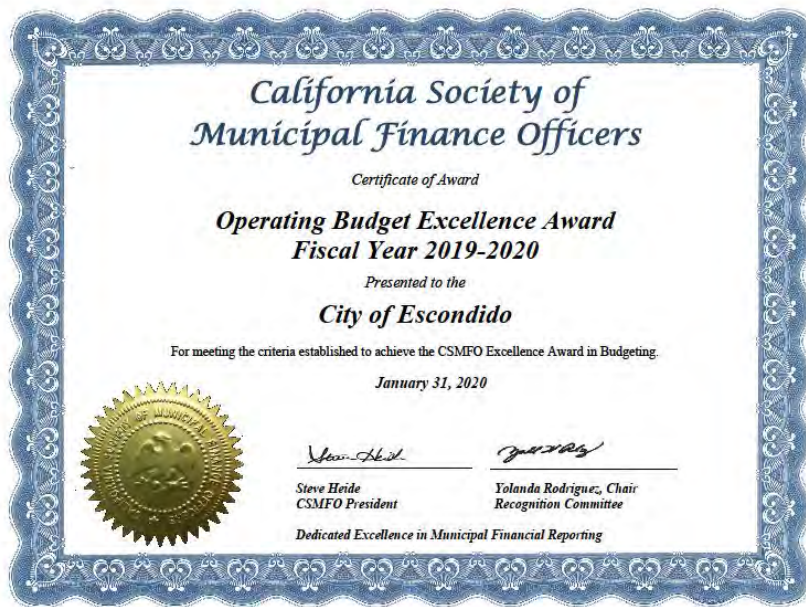 California Society of
Municipal Finance Officers
Certificate of Award
Operating Budget Excellence Award
Fiscal Year 2019-2020
Presented to the
City of Escondido
For meeting the criteria established to achieve the CSMFO Excellence Award in Budgeting.
January 31, 2020
Steve Heide
CSMFO President
Yolanda Rodriguez, Chair
Recognition Committee
Dedicated Excellence in Municipal Financial Reporting